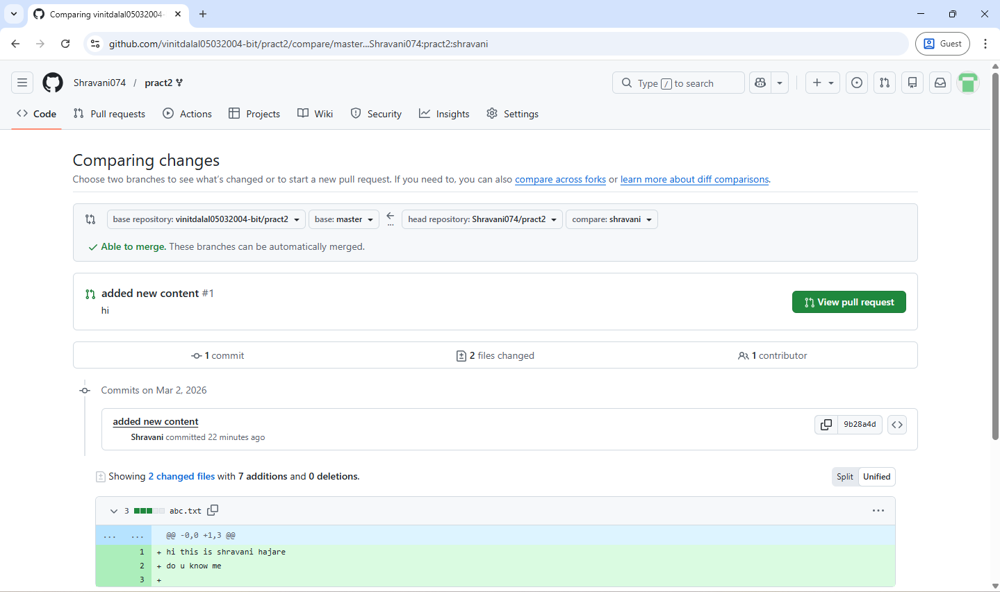 Comparing vinitdalal05032004-
github.com/vinitdalal05032004-bit/pract2/compare/master...Shravani074:pract2:shravani
Guest
Shravani074 / pract2
Type / to search
Code Pull requests Actions Projects Wiki Security Insights Settings
Comparing changes
Choose two branches to see what's changed or to start a new pull request. If you need to, you can also compare across forks or learn more about diff comparisons.
base repository: vinitdalal05032004-bit/pract2 base: master ... head repository: Shravani074/pract2 compare: shravani
Able to merge. These branches can be automatically merged.
added new content #1
hi
View pull request
1 commit 2 files changed 1 contributor
Commits on Mar 2, 2026
added new content
Shravani committed 22 minutes ago
9b28a4d
Showing 2 changed files with 7 additions and 0 deletions.
Split Unified
3 abc.txt
... ... @@ -0,0 +1,3 @@
1 + hi this is shravani hajare
2 + do u know me
3 +